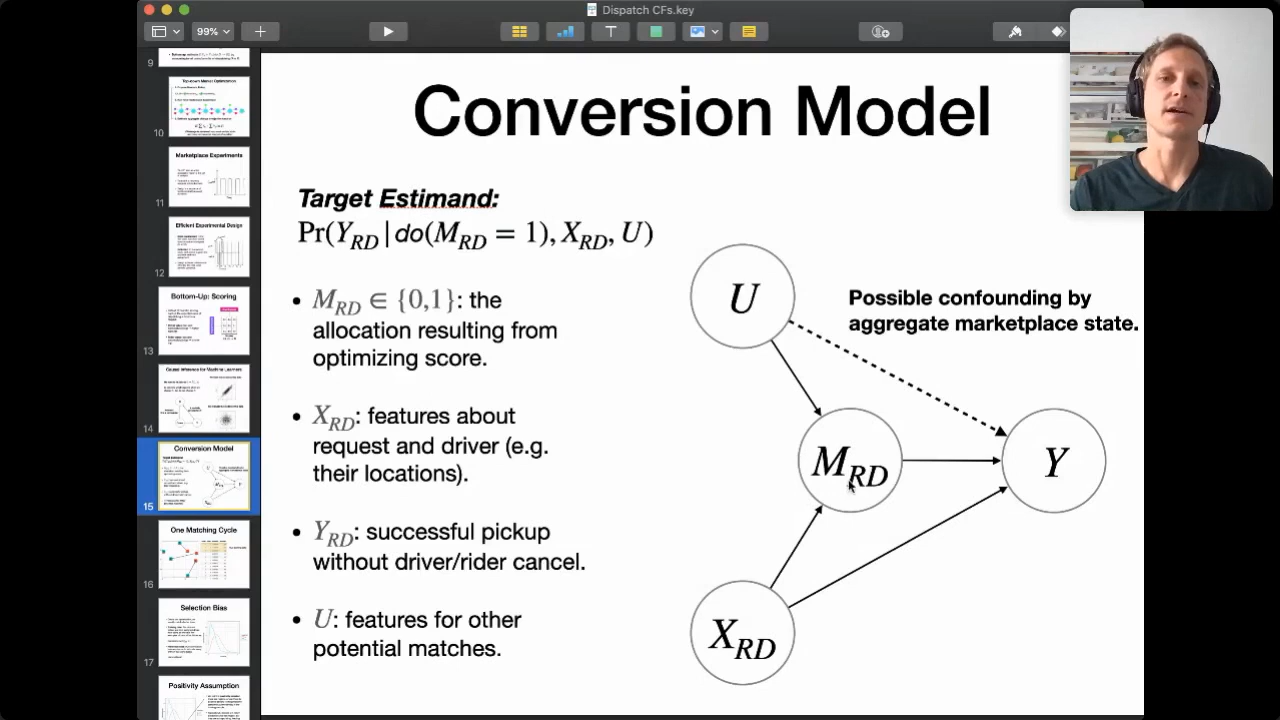 Dispatch CFs.key
99%
9
Top-down Market Optimization
10
Marketplace Experiments
11
Efficient Experimental Design
12
Bottom-Up: Scoring
13
Causal Inference for Machine Learners
14
Conversion Model
15
One Matching Cycle
16
Selection Bias
17
Positivity Assumption
Conversion Model
Target Estimand:
Pr(Y_RD | do(M_RD = 1), X_RD, U)
• M_RD ∈ {0,1}: the
allocation resulting from
optimizing score.
• X_RD: features about
request and driver (e.g.
their locations).
• Y_RD: successful pickup
without driver/rider cancel.
• U: features for other
potential matches.
U
Possible confounding by
aggregate marketplace state.
M_RD
Y
X_RD